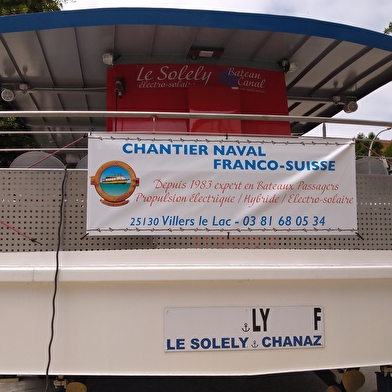 Le Solely
électro-solaire
Bateau
Canal
CHANTIER NAVAL
FRANCO-SUISSE
Depuis 1983 expert en Bateaux Passagers
Propulsion électrique / Hybride / Electro-solaire
25130 Villers le Lac - 03 81 68 05 34
LY F
LE SOLELY CHANAZ